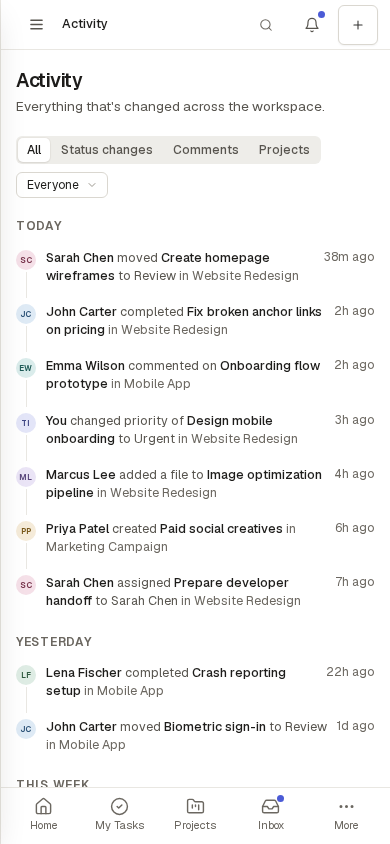 Activity
Activity
Everything that's changed across the workspace.
All Status changes Comments Projects
Everyone
TODAY
SC Sarah Chen moved Create homepage 38m ago
wireframes to Review in Website Redesign
JC John Carter completed Fix broken anchor links 2h ago
on pricing in Website Redesign
EW Emma Wilson commented on Onboarding flow 2h ago
prototype in Mobile App
TI You changed priority of Design mobile 3h ago
onboarding to Urgent in Website Redesign
ML Marcus Lee added a file to Image optimization 4h ago
pipeline in Website Redesign
PP Priya Patel created Paid social creatives in 6h ago
Marketing Campaign
SC Sarah Chen assigned Prepare developer 7h ago
handoff to Sarah Chen in Website Redesign
YESTERDAY
LF Lena Fischer completed Crash reporting 22h ago
setup in Mobile App
JC John Carter moved Biometric sign-in to Review 1d ago
in Mobile App
THIS WEEK
Home My Tasks Projects Inbox More